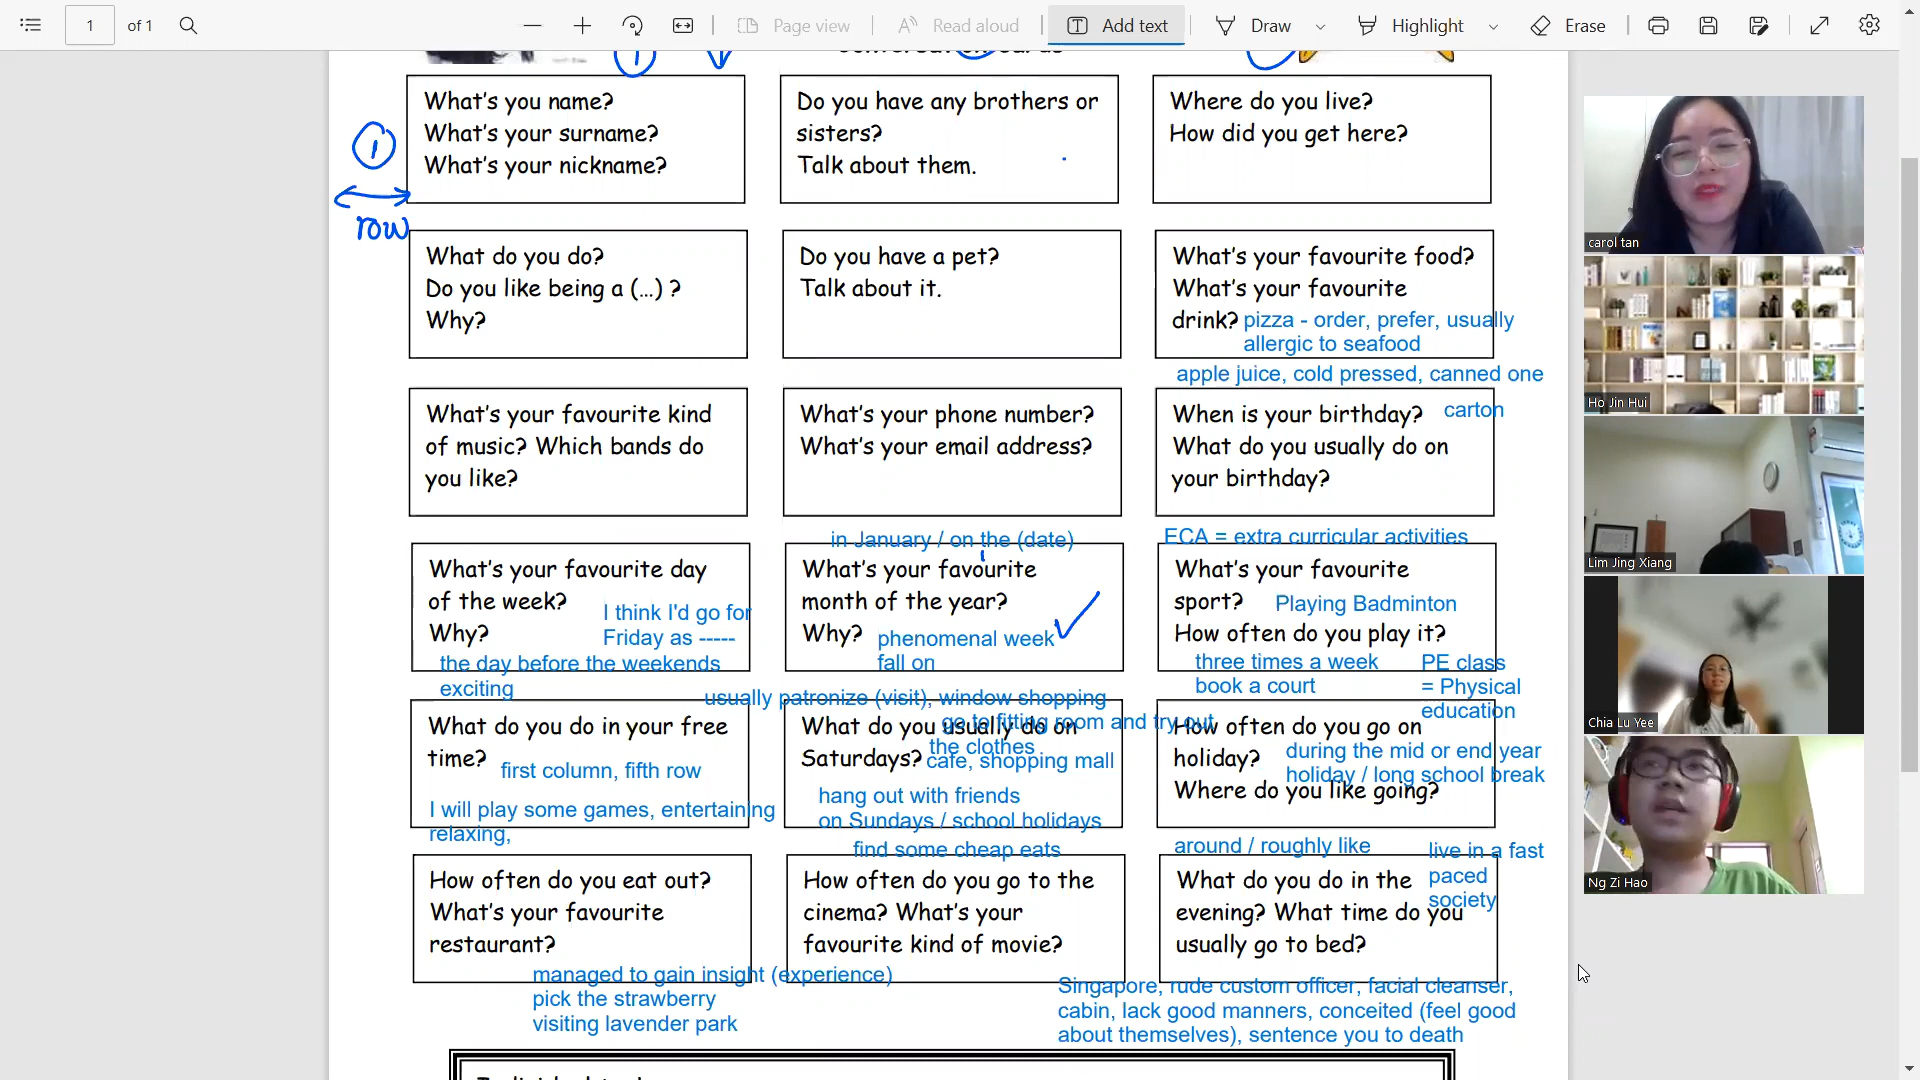 1
of 1
Page view
Read aloud
Add text
Draw
Highlight
Erase
1
1
row
What's you name?
What's your surname?
What's your nickname?
Do you have any brothers or
sisters?
Talk about them.
Where do you live?
How did you get here?
What do you do?
Do you like being a (...) ?
Why?
Do you have a pet?
Talk about it.
What's your favourite food?
What's your favourite
drink?
pizza - order, prefer, usually
allergic to seafood
apple juice, cold pressed, canned one
carton
What's your favourite kind
of music? Which bands do
you like?
What's your phone number?
What's your email address?
When is your birthday?
What do you usually do on
your birthday?
in January / on the (date)
ECA = extra curricular activities
What's your favourite day
of the week?
Why?
I think I'd go for
Friday as -----
the day before the weekends
exciting
What's your favourite
month of the year?
Why?
phenomenal week
fall on
What's your favourite
sport?
Playing Badminton
How often do you play it?
three times a week
book a court
PE class
= Physical
education
usually patronize (visit), window shopping
go to fitting room and try out
the clothes
What do you do in your free
time?
first column, fifth row
I will play some games, entertaining
relaxing,
What do you usually do on
Saturdays?
cafe, shopping mall
hang out with friends
on Sundays / school holidays
find some cheap eats
How often do you go on
holiday?
Where do you like going?
during the mid or end year
holiday / long school break
around / roughly like
live in a fast
paced
society
How often do you eat out?
What's your favourite
restaurant?
managed to gain insight (experience)
pick the strawberry
visiting lavender park
How often do you go to the
cinema? What's your
favourite kind of movie?
What do you do in the
evening? What time do you
usually go to bed?
Singapore, rude custom officer, facial cleanser,
cabin, lack good manners, conceited (feel good
about themselves), sentence you to death
carol tan
Ho Jin Hui
Lim Jing Xiang
Chia Lu Yee
Ng Zi Hao